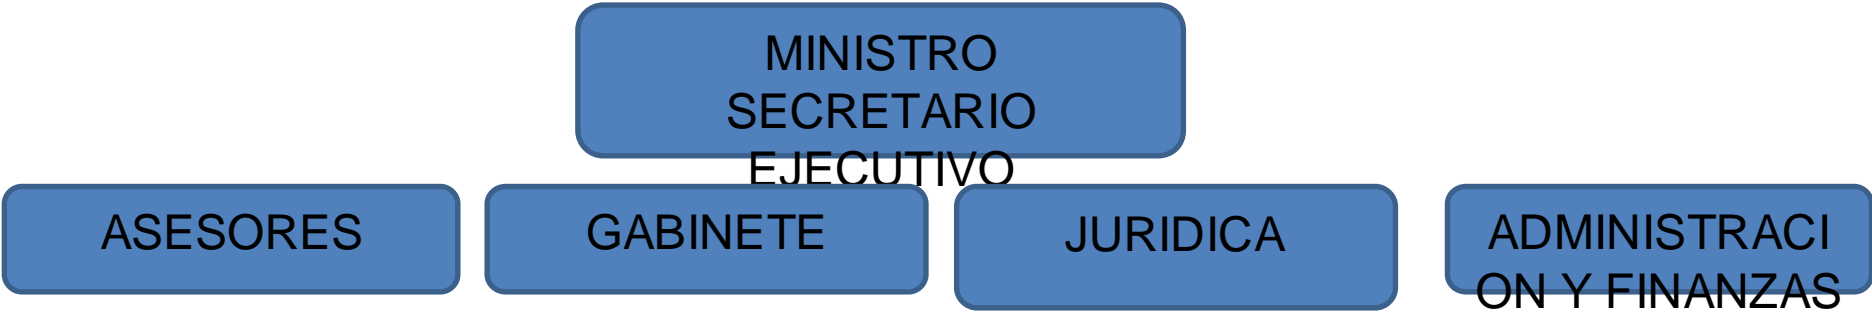 MINISTRO
SECRETARIO
EJECUTIVO
ASESORES
GABINETE
JURIDICA
ADMINISTRACI
ON Y FINANZAS